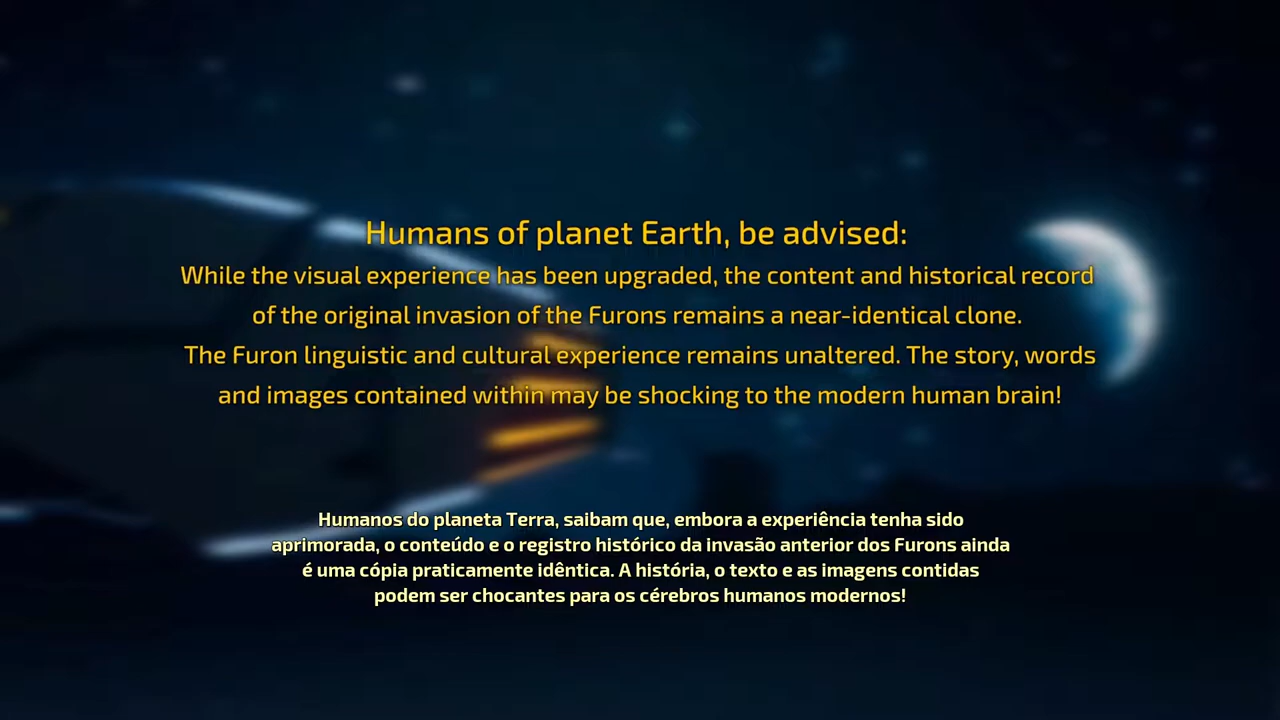 Humans of planet Earth, be advised:
While the visual experience has been upgraded, the content and historical record
of the original invasion of the Furons remains a near-identical clone.
The Furon linguistic and cultural experience remains unaltered. The story, words
and images contained within may be shocking to the modern human brain!
Humanos do planeta Terra, saibam que, embora a experiência tenha sido
aprimorada, o conteúdo e o registro histórico da invasão anterior dos Furons ainda
é uma cópia praticamente idêntica. A história, o texto e as imagens contidas
podem ser chocantes para os cérebros humanos modernos!